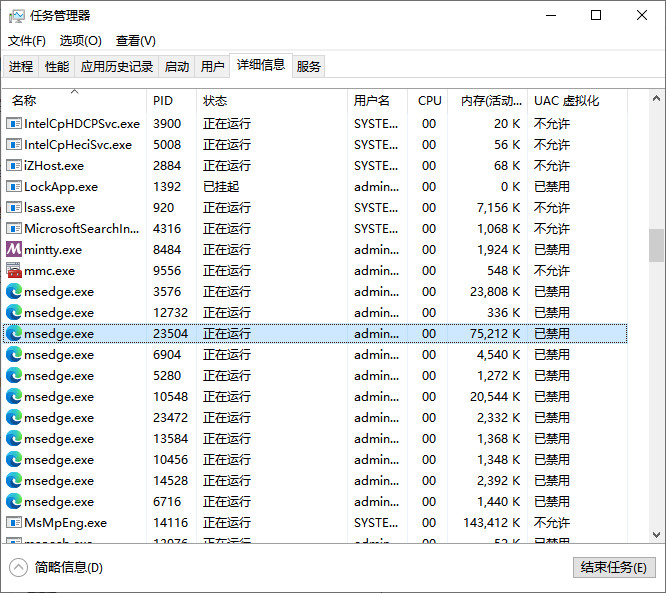 任务管理器
文件(F) 选项(O) 查看(V)
进程 性能 应用历史记录 启动 用户 详细信息 服务
名称 PID 状态 用户名 CPU 内存(活动... UAC 虚拟化
IntelCpHDCPSvc.exe 3900 正在运行 SYSTE... 00 20 K 不允许
IntelCpHeciSvc.exe 5008 正在运行 SYSTE... 00 56 K 不允许
iZHost.exe 2884 正在运行 SYSTE... 00 68 K 不允许
LockApp.exe 1392 已挂起 admin... 00 0 K 已禁用
lsass.exe 920 正在运行 SYSTE... 00 7,156 K 不允许
MicrosoftSearchIn... 4316 正在运行 SYSTE... 00 1,068 K 不允许
mintty.exe 8484 正在运行 admin... 00 1,924 K 已禁用
mmc.exe 9556 正在运行 admin... 00 548 K 不允许
msedge.exe 3576 正在运行 admin... 00 23,808 K 已禁用
msedge.exe 12732 正在运行 admin... 00 336 K 已禁用
msedge.exe 23504 正在运行 admin... 00 75,212 K 已禁用
msedge.exe 6904 正在运行 admin... 00 4,540 K 已禁用
msedge.exe 5280 正在运行 admin... 00 1,272 K 已禁用
msedge.exe 10548 正在运行 admin... 00 20,544 K 已禁用
msedge.exe 23472 正在运行 admin... 00 2,332 K 已禁用
msedge.exe 13584 正在运行 admin... 00 1,368 K 已禁用
msedge.exe 10456 正在运行 admin... 00 1,348 K 已禁用
msedge.exe 14528 正在运行 admin... 00 2,392 K 已禁用
msedge.exe 6716 正在运行 admin... 00 1,440 K 已禁用
MsMpEng.exe 14116 正在运行 SYSTE... 00 143,412 K 不允许
简略信息(D) 结束任务(E)